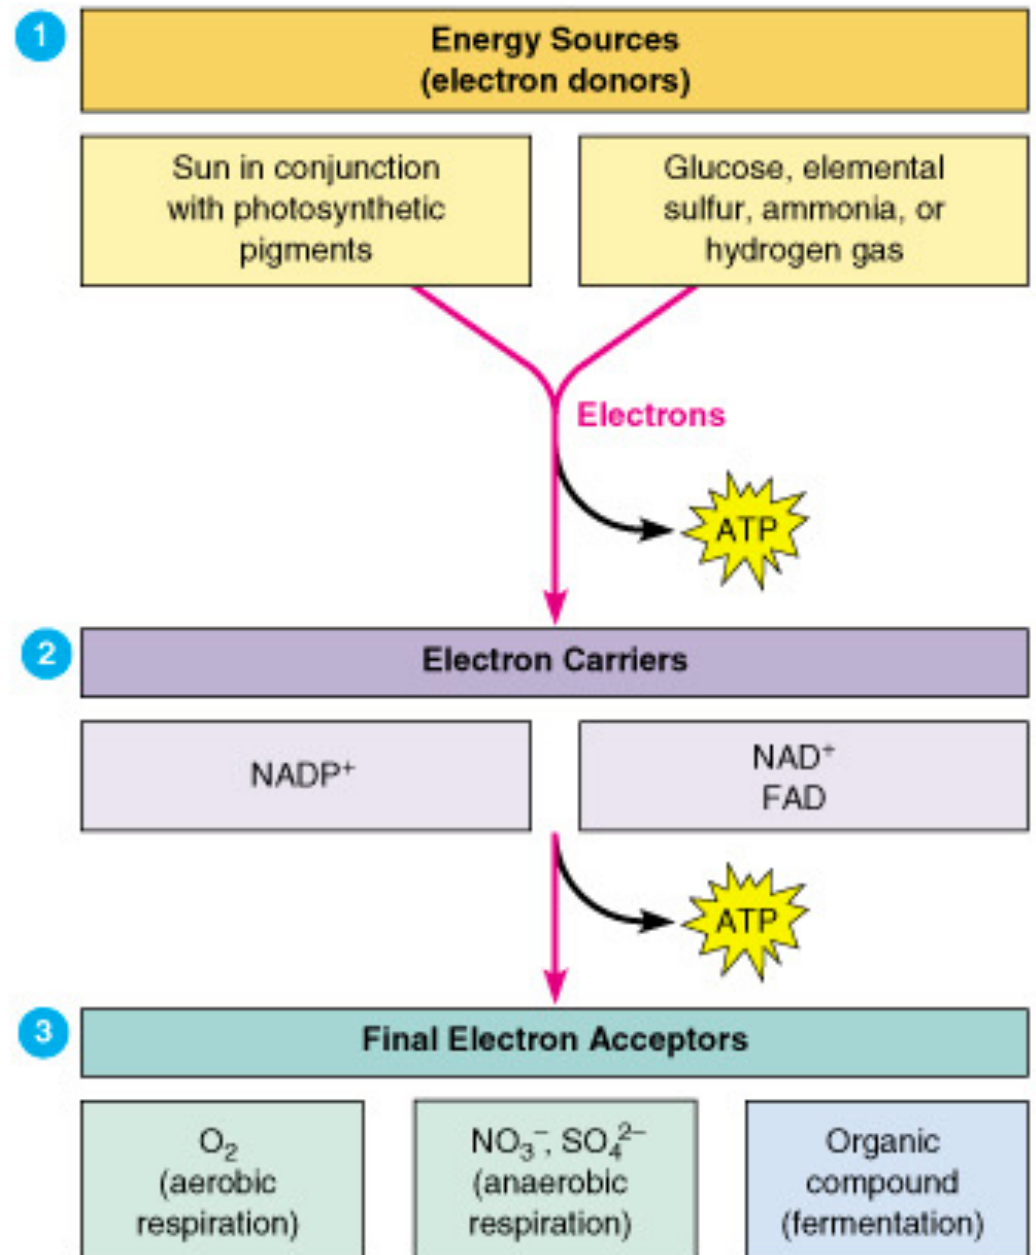 1
Energy Sources
(electron donors)
Sun in conjunction
with photosynthetic
pigments
Glucose, elemental
sulfur, ammonia, or
hydrogen gas
Electrons
ATP
2
Electron Carriers
NADP⁺
NAD⁺
FAD
ATP
3
Final Electron Acceptors
O₂
(aerobic
respiration)
NO₃⁻, SO₄²⁻
(anaerobic
respiration)
Organic
compound
(fermentation)